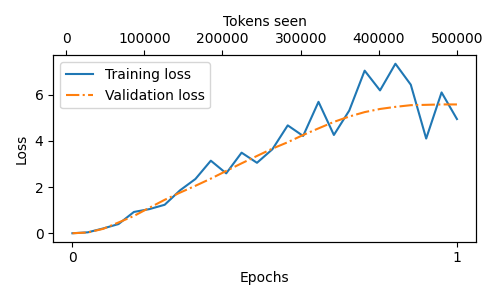 Tokens seen
0 100000 200000 300000 400000 500000
Training loss
Validation loss
6
4
2
0
Loss
0 1
Epochs